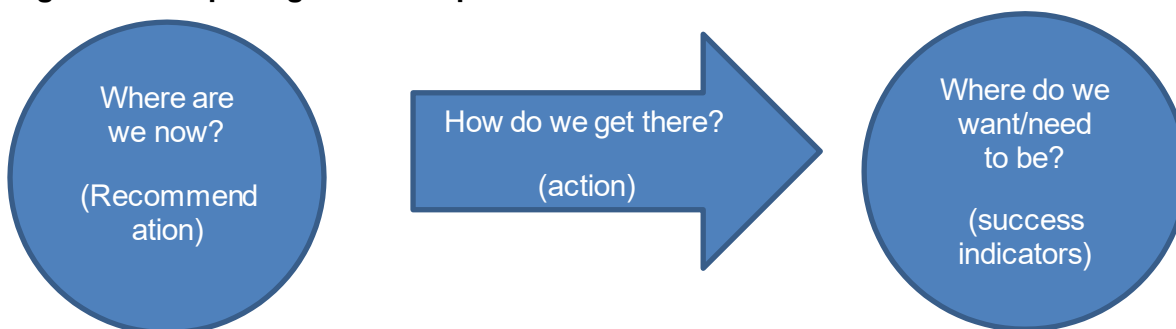 Where are
we now?
(Recommend
ation)
How do we get there?
(action)
Where do we
want/need
to be?
(success
indicators)